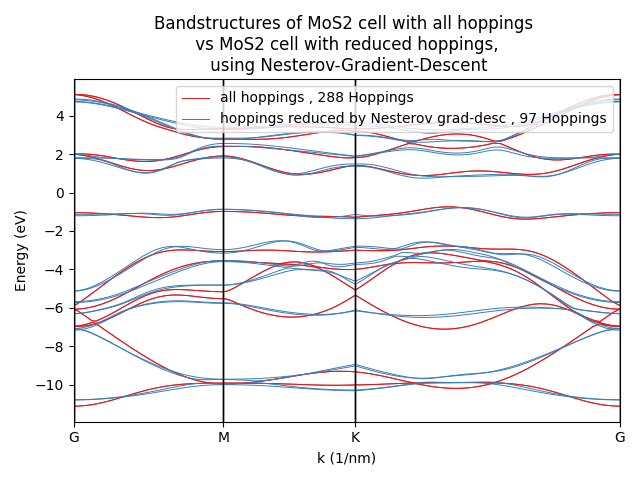 Bandstructures of MoS2 cell with all hoppings
vs MoS2 cell with reduced hoppings,
using Nesterov-Gradient-Descent
all hoppings , 288 Hoppings
hoppings reduced by Nesterov grad-desc , 97 Hoppings
4
2
0
−2
−4
−6
−8
−10
Energy (eV)
G
M
K
G
k (1/nm)